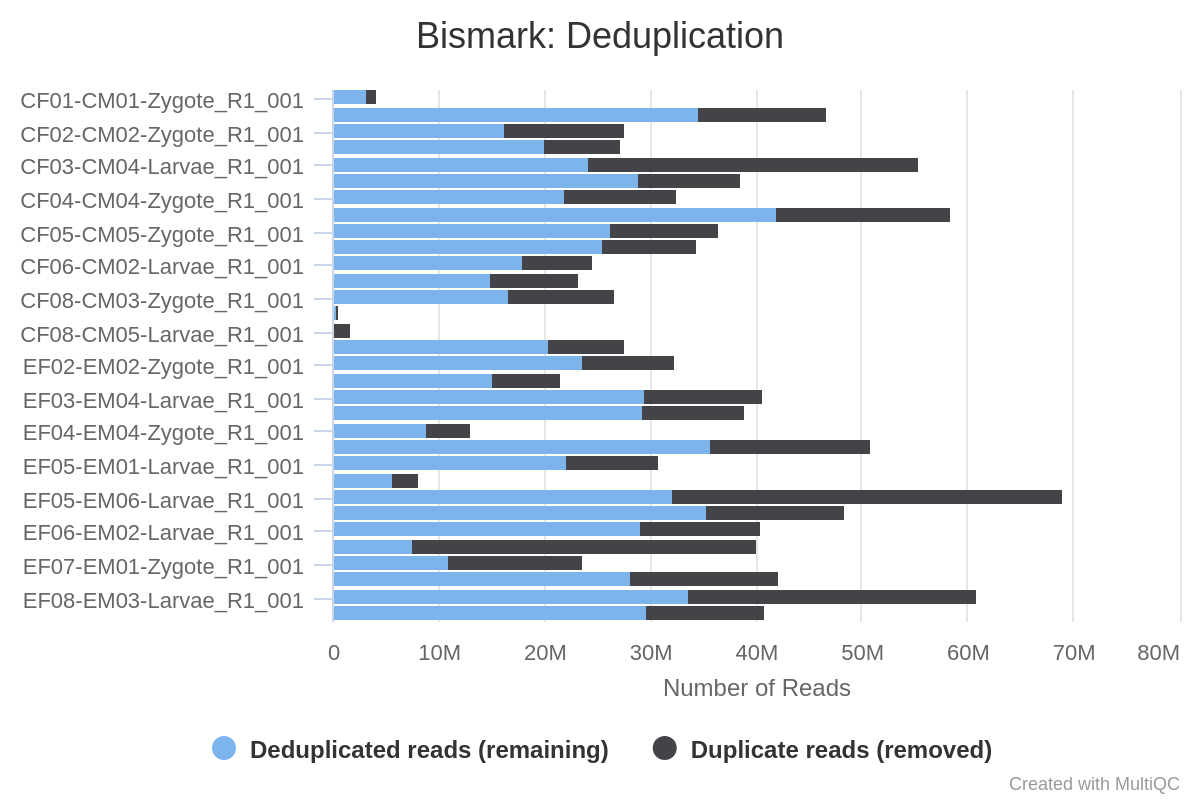 Bismark: Deduplication
CF01-CM01-Zygote_R1_001
CF02-CM02-Zygote_R1_001
CF03-CM04-Larvae_R1_001
CF04-CM04-Zygote_R1_001
CF05-CM05-Zygote_R1_001
CF06-CM02-Larvae_R1_001
CF08-CM03-Zygote_R1_001
CF08-CM05-Larvae_R1_001
EF02-EM02-Zygote_R1_001
EF03-EM04-Larvae_R1_001
EF04-EM04-Zygote_R1_001
EF05-EM01-Larvae_R1_001
EF05-EM06-Larvae_R1_001
EF06-EM02-Larvae_R1_001
EF07-EM01-Zygote_R1_001
EF08-EM03-Larvae_R1_001
0 10M 20M 30M 40M 50M 60M 70M 80M
Number of Reads
Deduplicated reads (remaining) Duplicate reads (removed)
Created with MultiQC